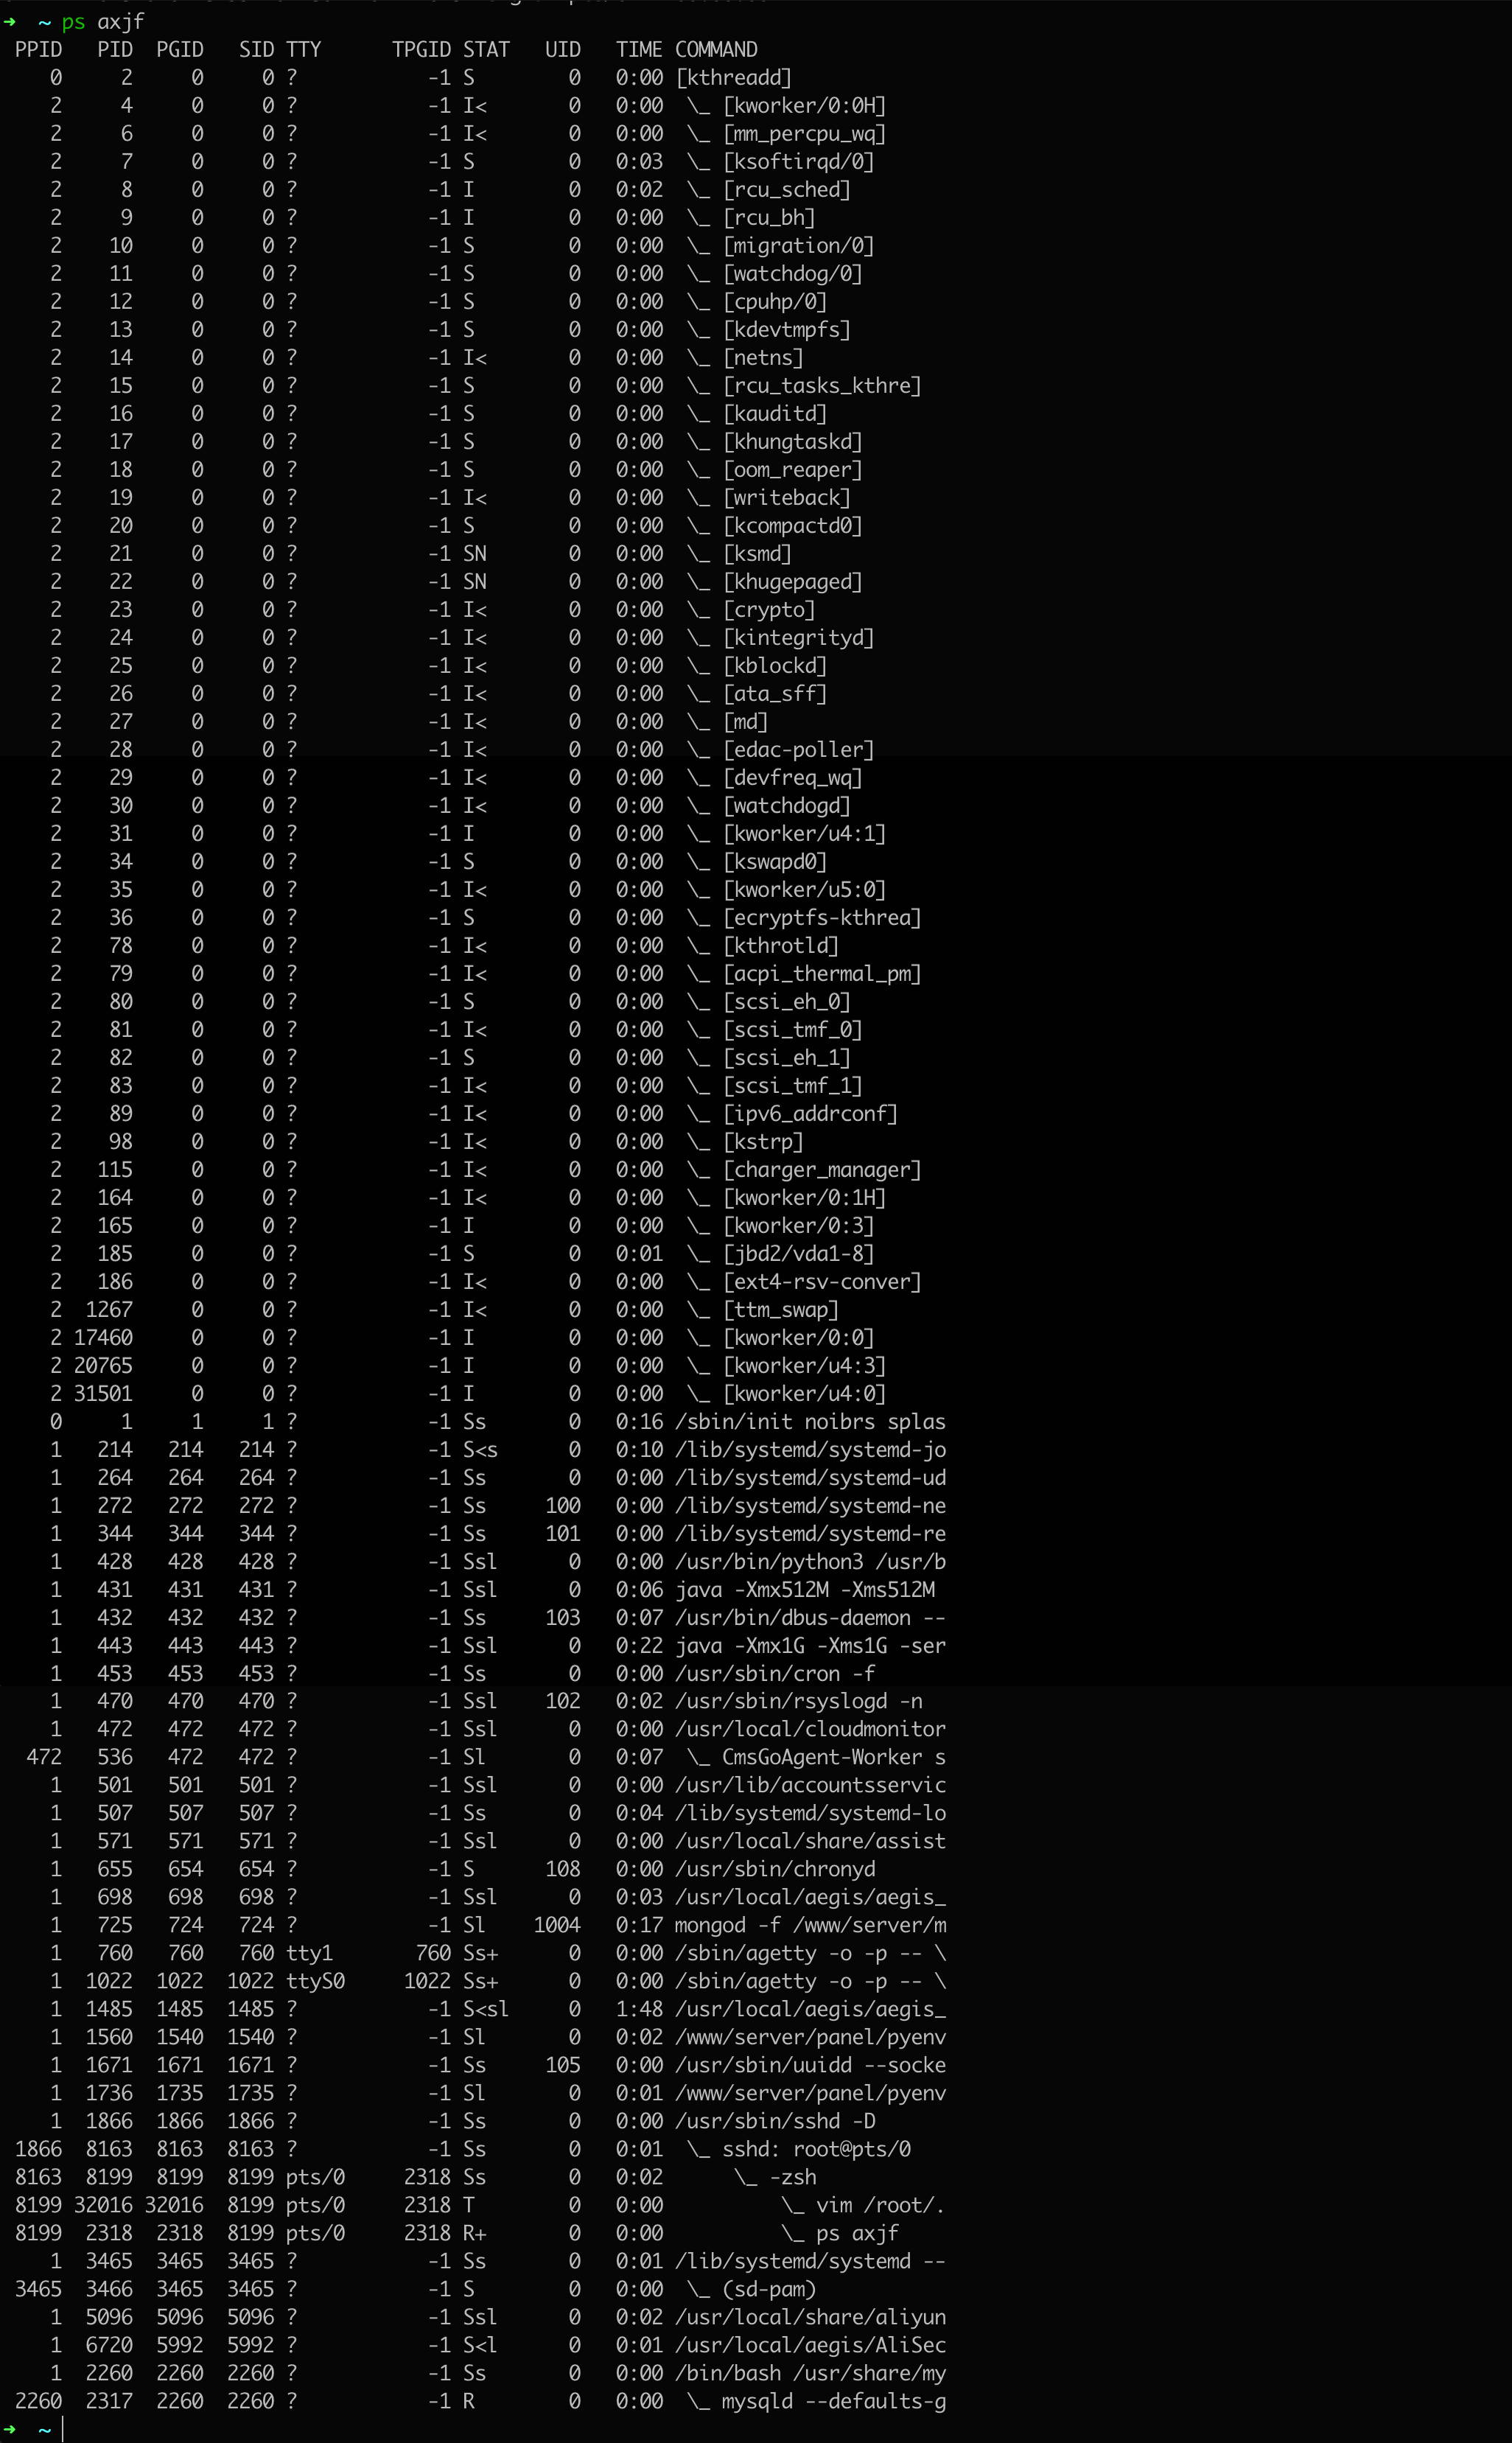 ➜  ~ ps axjf
 PPID   PID  PGID   SID TTY      TPGID STAT   UID   TIME COMMAND
    0     2     0     0 ?           -1 S        0   0:00 [kthreadd]
    2     4     0     0 ?           -1 I<       0   0:00  \_ [kworker/0:0H]
    2     6     0     0 ?           -1 I<       0   0:00  \_ [mm_percpu_wq]
    2     7     0     0 ?           -1 S        0   0:03  \_ [ksoftirqd/0]
    2     8     0     0 ?           -1 I        0   0:02  \_ [rcu_sched]
    2     9     0     0 ?           -1 I        0   0:00  \_ [rcu_bh]
    2    10     0     0 ?           -1 S        0   0:00  \_ [migration/0]
    2    11     0     0 ?           -1 S        0   0:00  \_ [watchdog/0]
    2    12     0     0 ?           -1 S        0   0:00  \_ [cpuhp/0]
    2    13     0     0 ?           -1 S        0   0:00  \_ [kdevtmpfs]
    2    14     0     0 ?           -1 I<       0   0:00  \_ [netns]
    2    15     0     0 ?           -1 S        0   0:00  \_ [rcu_tasks_kthre]
    2    16     0     0 ?           -1 S        0   0:00  \_ [kauditd]
    2    17     0     0 ?           -1 S        0   0:00  \_ [khungtaskd]
    2    18     0     0 ?           -1 S        0   0:00  \_ [oom_reaper]
    2    19     0     0 ?           -1 I<       0   0:00  \_ [writeback]
    2    20     0     0 ?           -1 S        0   0:00  \_ [kcompactd0]
    2    21     0     0 ?           -1 SN       0   0:00  \_ [ksmd]
    2    22     0     0 ?           -1 SN       0   0:00  \_ [khugepaged]
    2    23     0     0 ?           -1 I<       0   0:00  \_ [crypto]
    2    24     0     0 ?           -1 I<       0   0:00  \_ [kintegrityd]
    2    25     0     0 ?           -1 I<       0   0:00  \_ [kblockd]
    2    26     0     0 ?           -1 I<       0   0:00  \_ [ata_sff]
    2    27     0     0 ?           -1 I<       0   0:00  \_ [md]
    2    28     0     0 ?           -1 I<       0   0:00  \_ [edac-poller]
    2    29     0     0 ?           -1 I<       0   0:00  \_ [devfreq_wq]
    2    30     0     0 ?           -1 I<       0   0:00  \_ [watchdogd]
    2    31     0     0 ?           -1 I        0   0:00  \_ [kworker/u4:1]
    2    34     0     0 ?           -1 S        0   0:00  \_ [kswapd0]
    2    35     0     0 ?           -1 I<       0   0:00  \_ [kworker/u5:0]
    2    36     0     0 ?           -1 S        0   0:00  \_ [ecryptfs-kthrea]
    2    78     0     0 ?           -1 I<       0   0:00  \_ [kthrotld]
    2    79     0     0 ?           -1 I<       0   0:00  \_ [acpi_thermal_pm]
    2    80     0     0 ?           -1 S        0   0:00  \_ [scsi_eh_0]
    2    81     0     0 ?           -1 I<       0   0:00  \_ [scsi_tmf_0]
    2    82     0     0 ?           -1 S        0   0:00  \_ [scsi_eh_1]
    2    83     0     0 ?           -1 I<       0   0:00  \_ [scsi_tmf_1]
    2    89     0     0 ?           -1 I<       0   0:00  \_ [ipv6_addrconf]
    2    98     0     0 ?           -1 I<       0   0:00  \_ [kstrp]
    2   115     0     0 ?           -1 I<       0   0:00  \_ [charger_manager]
    2   164     0     0 ?           -1 I<       0   0:00  \_ [kworker/0:1H]
    2   165     0     0 ?           -1 I        0   0:00  \_ [kworker/0:3]
    2   185     0     0 ?           -1 S        0   0:01  \_ [jbd2/vda1-8]
    2   186     0     0 ?           -1 I<       0   0:00  \_ [ext4-rsv-conver]
    2  1267     0     0 ?           -1 I<       0   0:00  \_ [ttm_swap]
    2 17460     0     0 ?           -1 I        0   0:00  \_ [kworker/0:0]
    2 20765     0     0 ?           -1 I        0   0:00  \_ [kworker/u4:3]
    2 31501     0     0 ?           -1 I        0   0:00  \_ [kworker/u4:0]
    0     1     1     1 ?           -1 Ss       0   0:16 /sbin/init noibrs splas
    1   214   214   214 ?           -1 S<s      0   0:10 /lib/systemd/systemd-jo
    1   264   264   264 ?           -1 Ss       0   0:00 /lib/systemd/systemd-ud
    1   272   272   272 ?           -1 Ss     100   0:00 /lib/systemd/systemd-ne
    1   344   344   344 ?           -1 Ss     101   0:00 /lib/systemd/systemd-re
    1   428   428   428 ?           -1 Ssl      0   0:00 /usr/bin/python3 /usr/b
    1   431   431   431 ?           -1 Ssl      0   0:06 java -Xmx512M -Xms512M
    1   432   432   432 ?           -1 Ss     103   0:07 /usr/bin/dbus-daemon --
    1   443   443   443 ?           -1 Ssl      0   0:22 java -Xmx1G -Xms1G -ser
    1   453   453   453 ?           -1 Ss       0   0:00 /usr/sbin/cron -f
    1   470   470   470 ?           -1 Ssl    102   0:02 /usr/sbin/rsyslogd -n
    1   472   472   472 ?           -1 Ssl      0   0:00 /usr/local/cloudmonitor
  472   536   472   472 ?           -1 Sl       0   0:07  \_ CmsGoAgent-Worker s
    1   501   501   501 ?           -1 Ssl      0   0:00 /usr/lib/accountsservic
    1   507   507   507 ?           -1 Ss       0   0:04 /lib/systemd/systemd-lo
    1   571   571   571 ?           -1 Ssl      0   0:00 /usr/local/share/assist
    1   655   654   654 ?           -1 S      108   0:00 /usr/sbin/chronyd
    1   698   698   698 ?           -1 Ssl      0   0:03 /usr/local/aegis/aegis_
    1   725   724   724 ?           -1 Sl    1004   0:17 mongod -f /www/server/m
    1   760   760   760 tty1       760 Ss+      0   0:00 /sbin/agetty -o -p -- \
    1  1022  1022  1022 ttyS0     1022 Ss+      0   0:00 /sbin/agetty -o -p -- \
    1  1485  1485  1485 ?           -1 S<sl     0   1:48 /usr/local/aegis/aegis_
    1  1560  1540  1540 ?           -1 Sl       0   0:02 /www/server/panel/pyenv
    1  1671  1671  1671 ?           -1 Ss     105   0:00 /usr/sbin/uuidd --socke
    1  1736  1735  1735 ?           -1 Sl       0   0:01 /www/server/panel/pyenv
    1  1866  1866  1866 ?           -1 Ss       0   0:00 /usr/sbin/sshd -D
 1866  8163  8163  8163 ?           -1 Ss       0   0:01  \_ sshd: root@pts/0
 8163  8199  8199  8199 pts/0     2318 Ss       0   0:02      \_ -zsh
 8199 32016 32016  8199 pts/0     2318 T        0   0:00          \_ vim /root/.
 8199  2318  2318  8199 pts/0     2318 R+       0   0:00          \_ ps axjf
    1  3465  3465  3465 ?           -1 Ss       0   0:01 /lib/systemd/systemd --
 3465  3466  3465  3465 ?           -1 S        0   0:00  \_ (sd-pam)
    1  5096  5096  5096 ?           -1 Ssl      0   0:02 /usr/local/share/aliyun
    1  6720  5992  5992 ?           -1 S<l      0   0:01 /usr/local/aegis/AliSec
    1  2260  2260  2260 ?           -1 Ss       0   0:00 /bin/bash /usr/share/my
 2260  2317  2260  2260 ?           -1 R        0   0:00  \_ mysqld --defaults-g
➜  ~